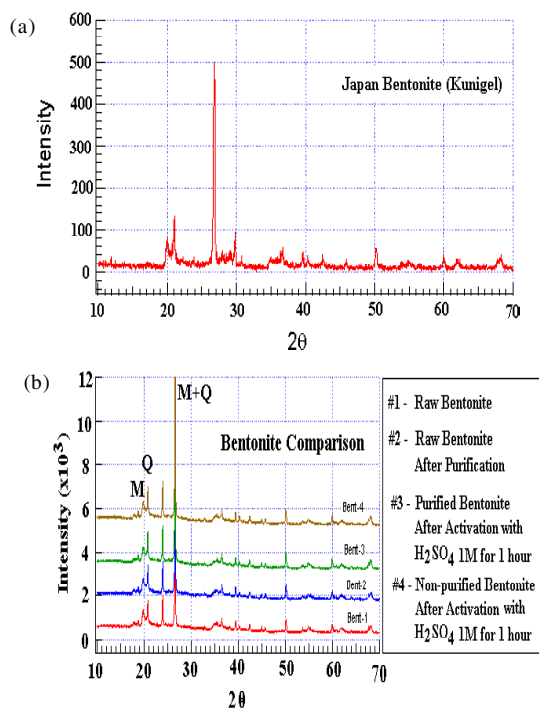 (a)
600
500
400
300
200
100
0
Intensity
Japan Bentonite (Kunigel)
10 20 30 40 50 60 70
2θ
(b)
12
10
8
6
4
2
0
Intensity (x10³)
M+Q
Bentonite Comparison
Q
M
Bent-4
Bent-3
Bent-2
Bent-1
10 20 30 40 50 60 70
2θ
#1 - Raw Bentonite
#2 - Raw Bentonite
After Purification
#3 - Purified Bentonite
After Activation with
H₂SO₄ 1M for 1 hour
#4 - Non-purified Bentonite
After Activation with
H₂SO₄ 1M for 1 hour